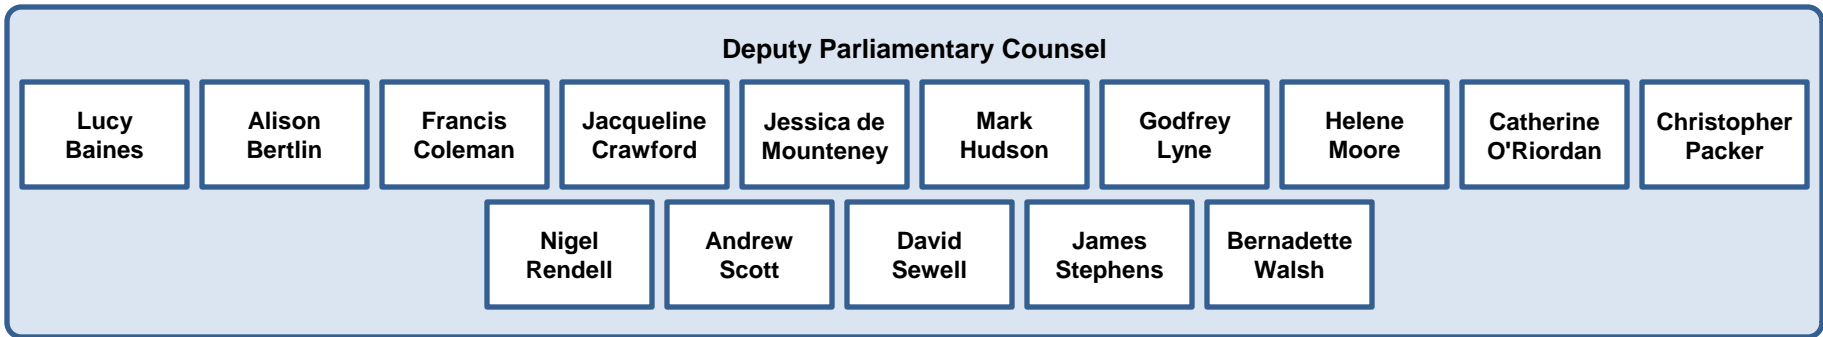 Deputy Parliamentary Counsel
Lucy
Baines
Alison
Bertlin
Francis
Coleman
Jacqueline
Crawford
Jessica de
Mounteney
Mark
Hudson
Godfrey
Lyne
Helene
Moore
Catherine
O'Riordan
Christopher
Packer
Nigel
Rendell
Andrew
Scott
David
Sewell
James
Stephens
Bernadette
Walsh